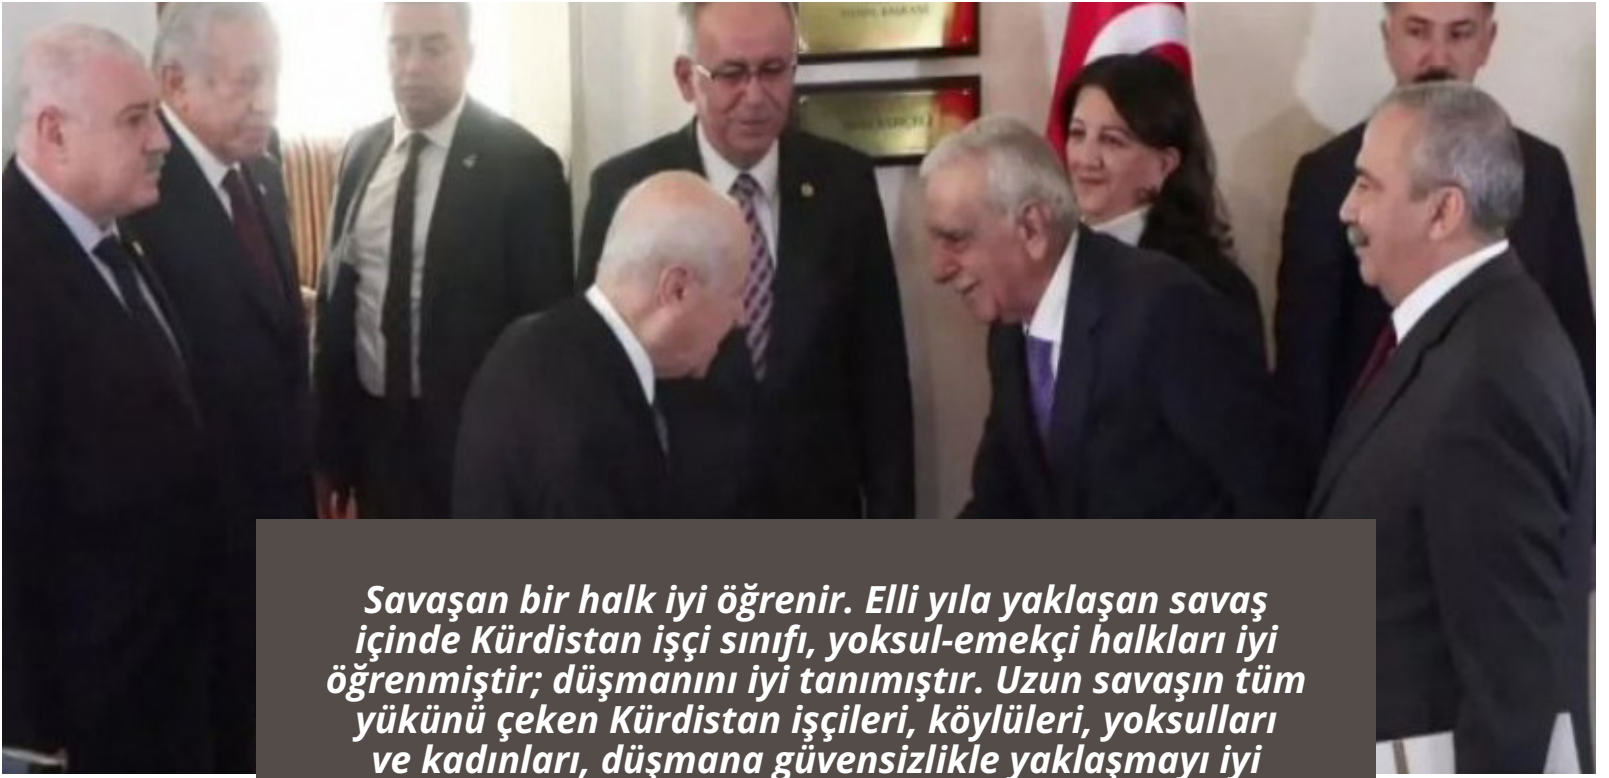 Savaşan bir halk iyi öğrenir. Elli yıla yaklaşan savaş
içinde Kürdistan işçi sınıfı, yoksul-emekçi halkları iyi
öğrenmiştir; düşmanını iyi tanımıştır. Uzun savaşın tüm
yükünü çeken Kürdistan işçileri, köylüleri, yoksulları
ve kadınları, düşmana güvensizlikle yaklaşmayı iyi